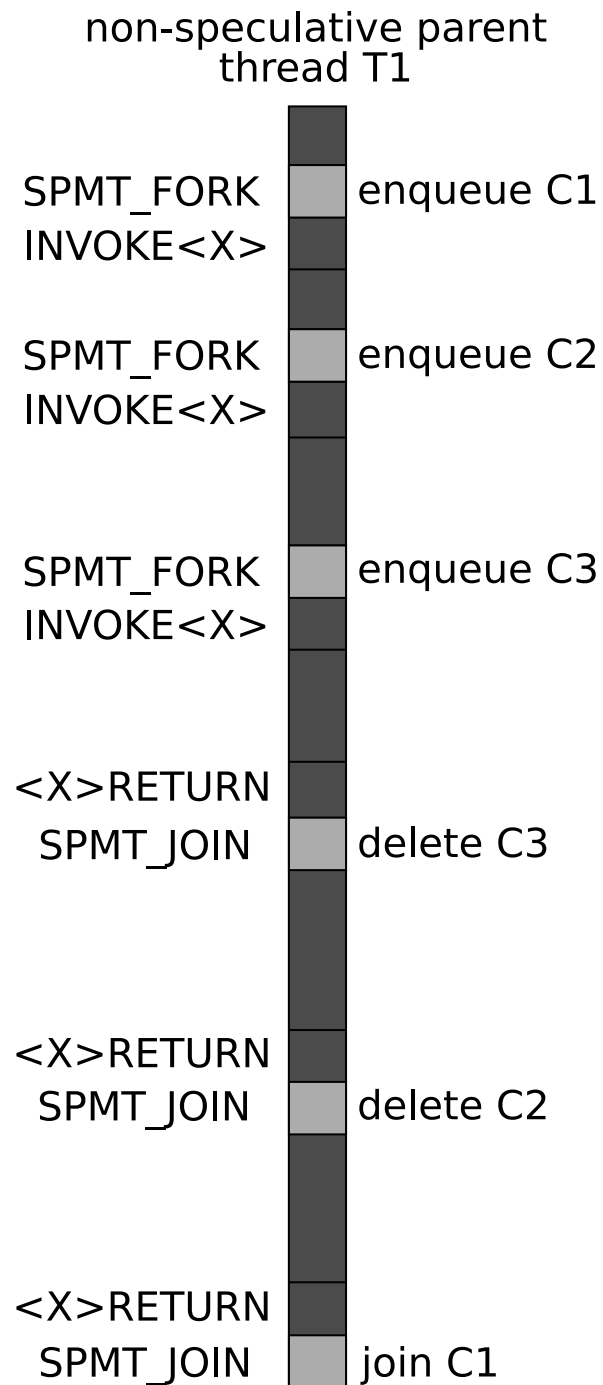 non-speculative parent
thread T1
SPMT_FORK enqueue C1
INVOKE<X>
SPMT_FORK enqueue C2
INVOKE<X>
SPMT_FORK enqueue C3
INVOKE<X>
<X>RETURN
SPMT_JOIN delete C3
<X>RETURN
SPMT_JOIN delete C2
<X>RETURN
SPMT_JOIN join C1